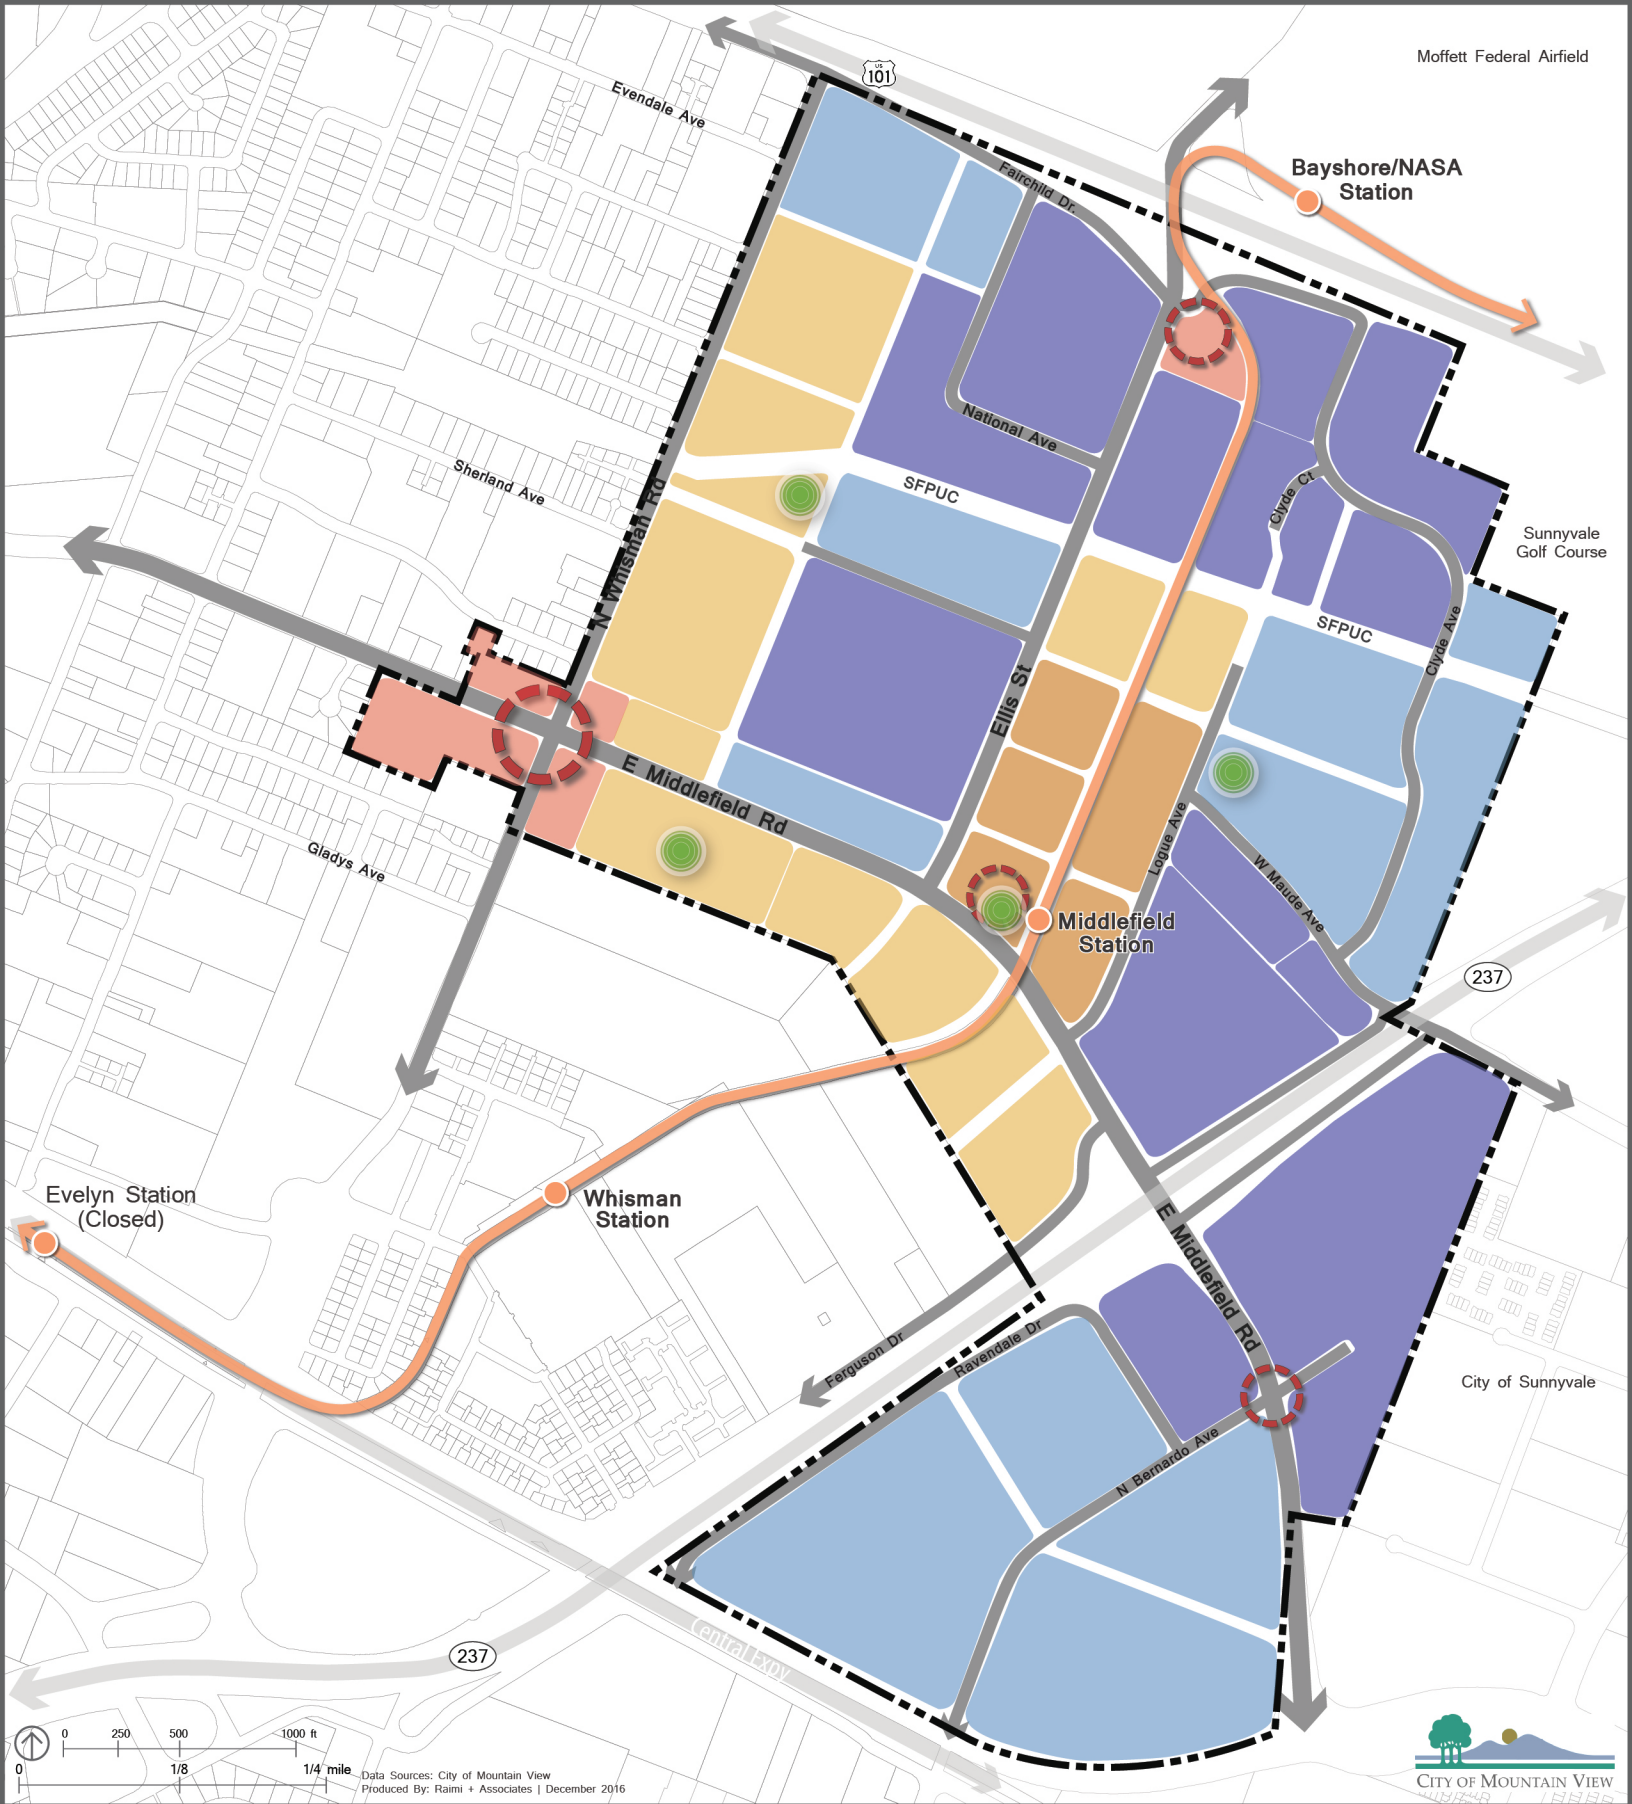 Moffett Federal Airfield
US
101
Evendale Ave
Bayshore/NASA
Station
Fairchild Dr.
National Ave
Sherland Ave
SFPUC
Clyde Ct
N Whisman Rd
Sunnyvale
Golf Course
SFPUC
Clyde Ave
Ellis St
E Middlefield Rd
Logue Ave
Gladys Ave
W Maude Ave
Middlefield
Station
237
Evelyn Station
(Closed)
Whisman
Station
E Middlefield Rd
Ferguson Dr
Ravendale Dr
City of Sunnyvale
N Bernardo Ave
237
Central Expy
0 250 500 1000 ft
0 1/8 1/4 mile
Data Sources: City of Mountain View
Produced By: Raimi + Associates | December 2016
CITY OF MOUNTAIN VIEW